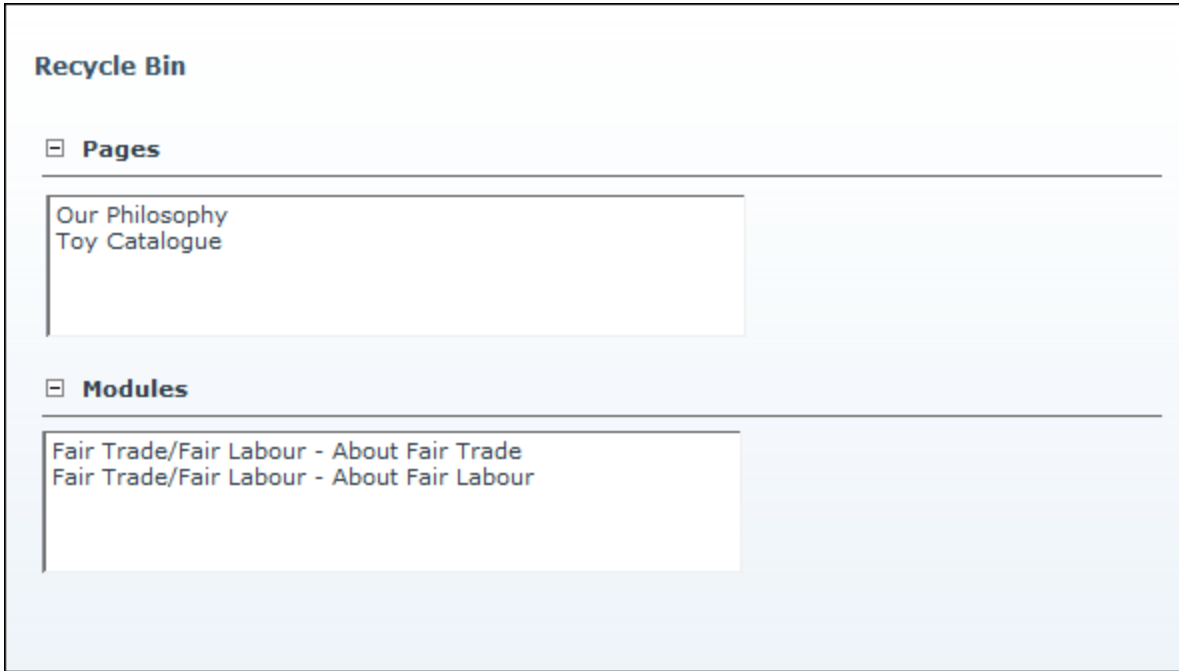 Recycle Bin
Pages
Our Philosophy
Toy Catalogue
Modules
Fair Trade/Fair Labour - About Fair Trade
Fair Trade/Fair Labour - About Fair Labour